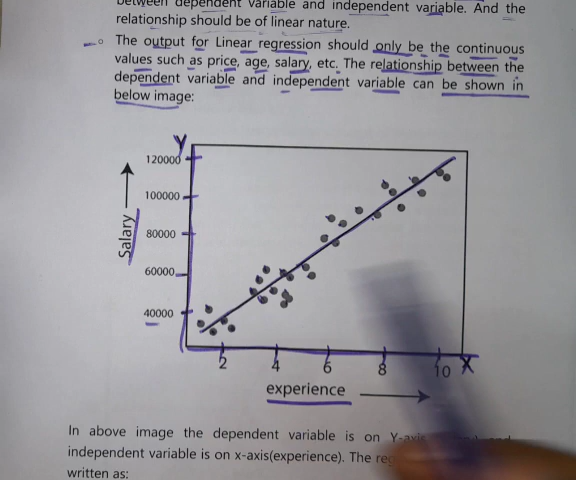 between dependent variable and independent variable. And the
relationship should be of linear nature.
The output for Linear regression should only be the continuous
values such as price, age, salary, etc. The relationship between the
dependent variable and independent variable can be shown in
below image:
Y
120000
100000
80000
60000
40000
Salary
2 4 6 8 10 X
experience
In above image the dependent variable is on Y-axis
independent variable is on x-axis(experience). The
written as: